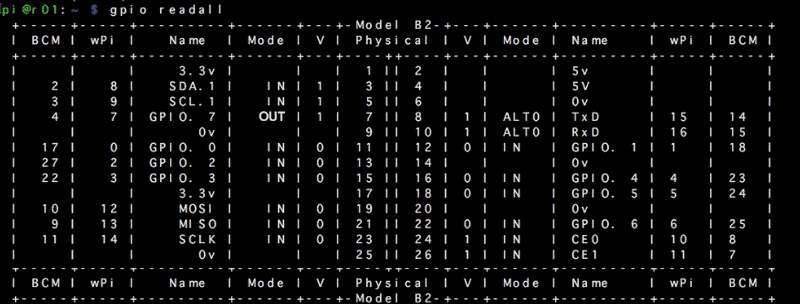 pi@r01:~ $ gpio readall
+-----+-----+---------+------+---+-Model B2-+---+------+---------+-----+-----+
| BCM | wPi | Name | Mode | V | Physical | V | Mode | Name | wPi | BCM |
+-----+-----+---------+------+---+----++----+---+------+---------+-----+-----+
| | | 3.3v | | | 1 || 2 | | | 5v | | |
| 2 | 8 | SDA.1 | IN | 1 | 3 || 4 | | | 5V | | |
| 3 | 9 | SCL.1 | IN | 1 | 5 || 6 | | | 0v | | |
| 4 | 7 | GPIO. 7 | OUT | 1 | 7 || 8 | 1 | ALT0 | TxD | 15 | 14 |
| | | 0v | | | 9 || 10 | 1 | ALT0 | RxD | 16 | 15 |
| 17 | 0 | GPIO. 0 | IN | 0 | 11 || 12 | 0 | IN | GPIO. 1 | 1 | 18 |
| 27 | 2 | GPIO. 2 | IN | 0 | 13 || 14 | | | 0v | | |
| 22 | 3 | GPIO. 3 | IN | 0 | 15 || 16 | 0 | IN | GPIO. 4 | 4 | 23 |
| | | 3.3v | | | 17 || 18 | 0 | IN | GPIO. 5 | 5 | 24 |
| 10 | 12 | MOSI | IN | 0 | 19 || 20 | | | 0v | | |
| 9 | 13 | MISO | IN | 0 | 21 || 22 | 0 | IN | GPIO. 6 | 6 | 25 |
| 11 | 14 | SCLK | IN | 0 | 23 || 24 | 1 | IN | CE0 | 10 | 8 |
| | | 0v | | | 25 || 26 | 1 | IN | CE1 | 11 | 7 |
+-----+-----+---------+------+---+----++----+---+------+---------+-----+-----+
| BCM | wPi | Name | Mode | V | Physical | V | Mode | Name | wPi | BCM |
+-----+-----+---------+------+---+-Model B2-+---+------+---------+-----+-----+